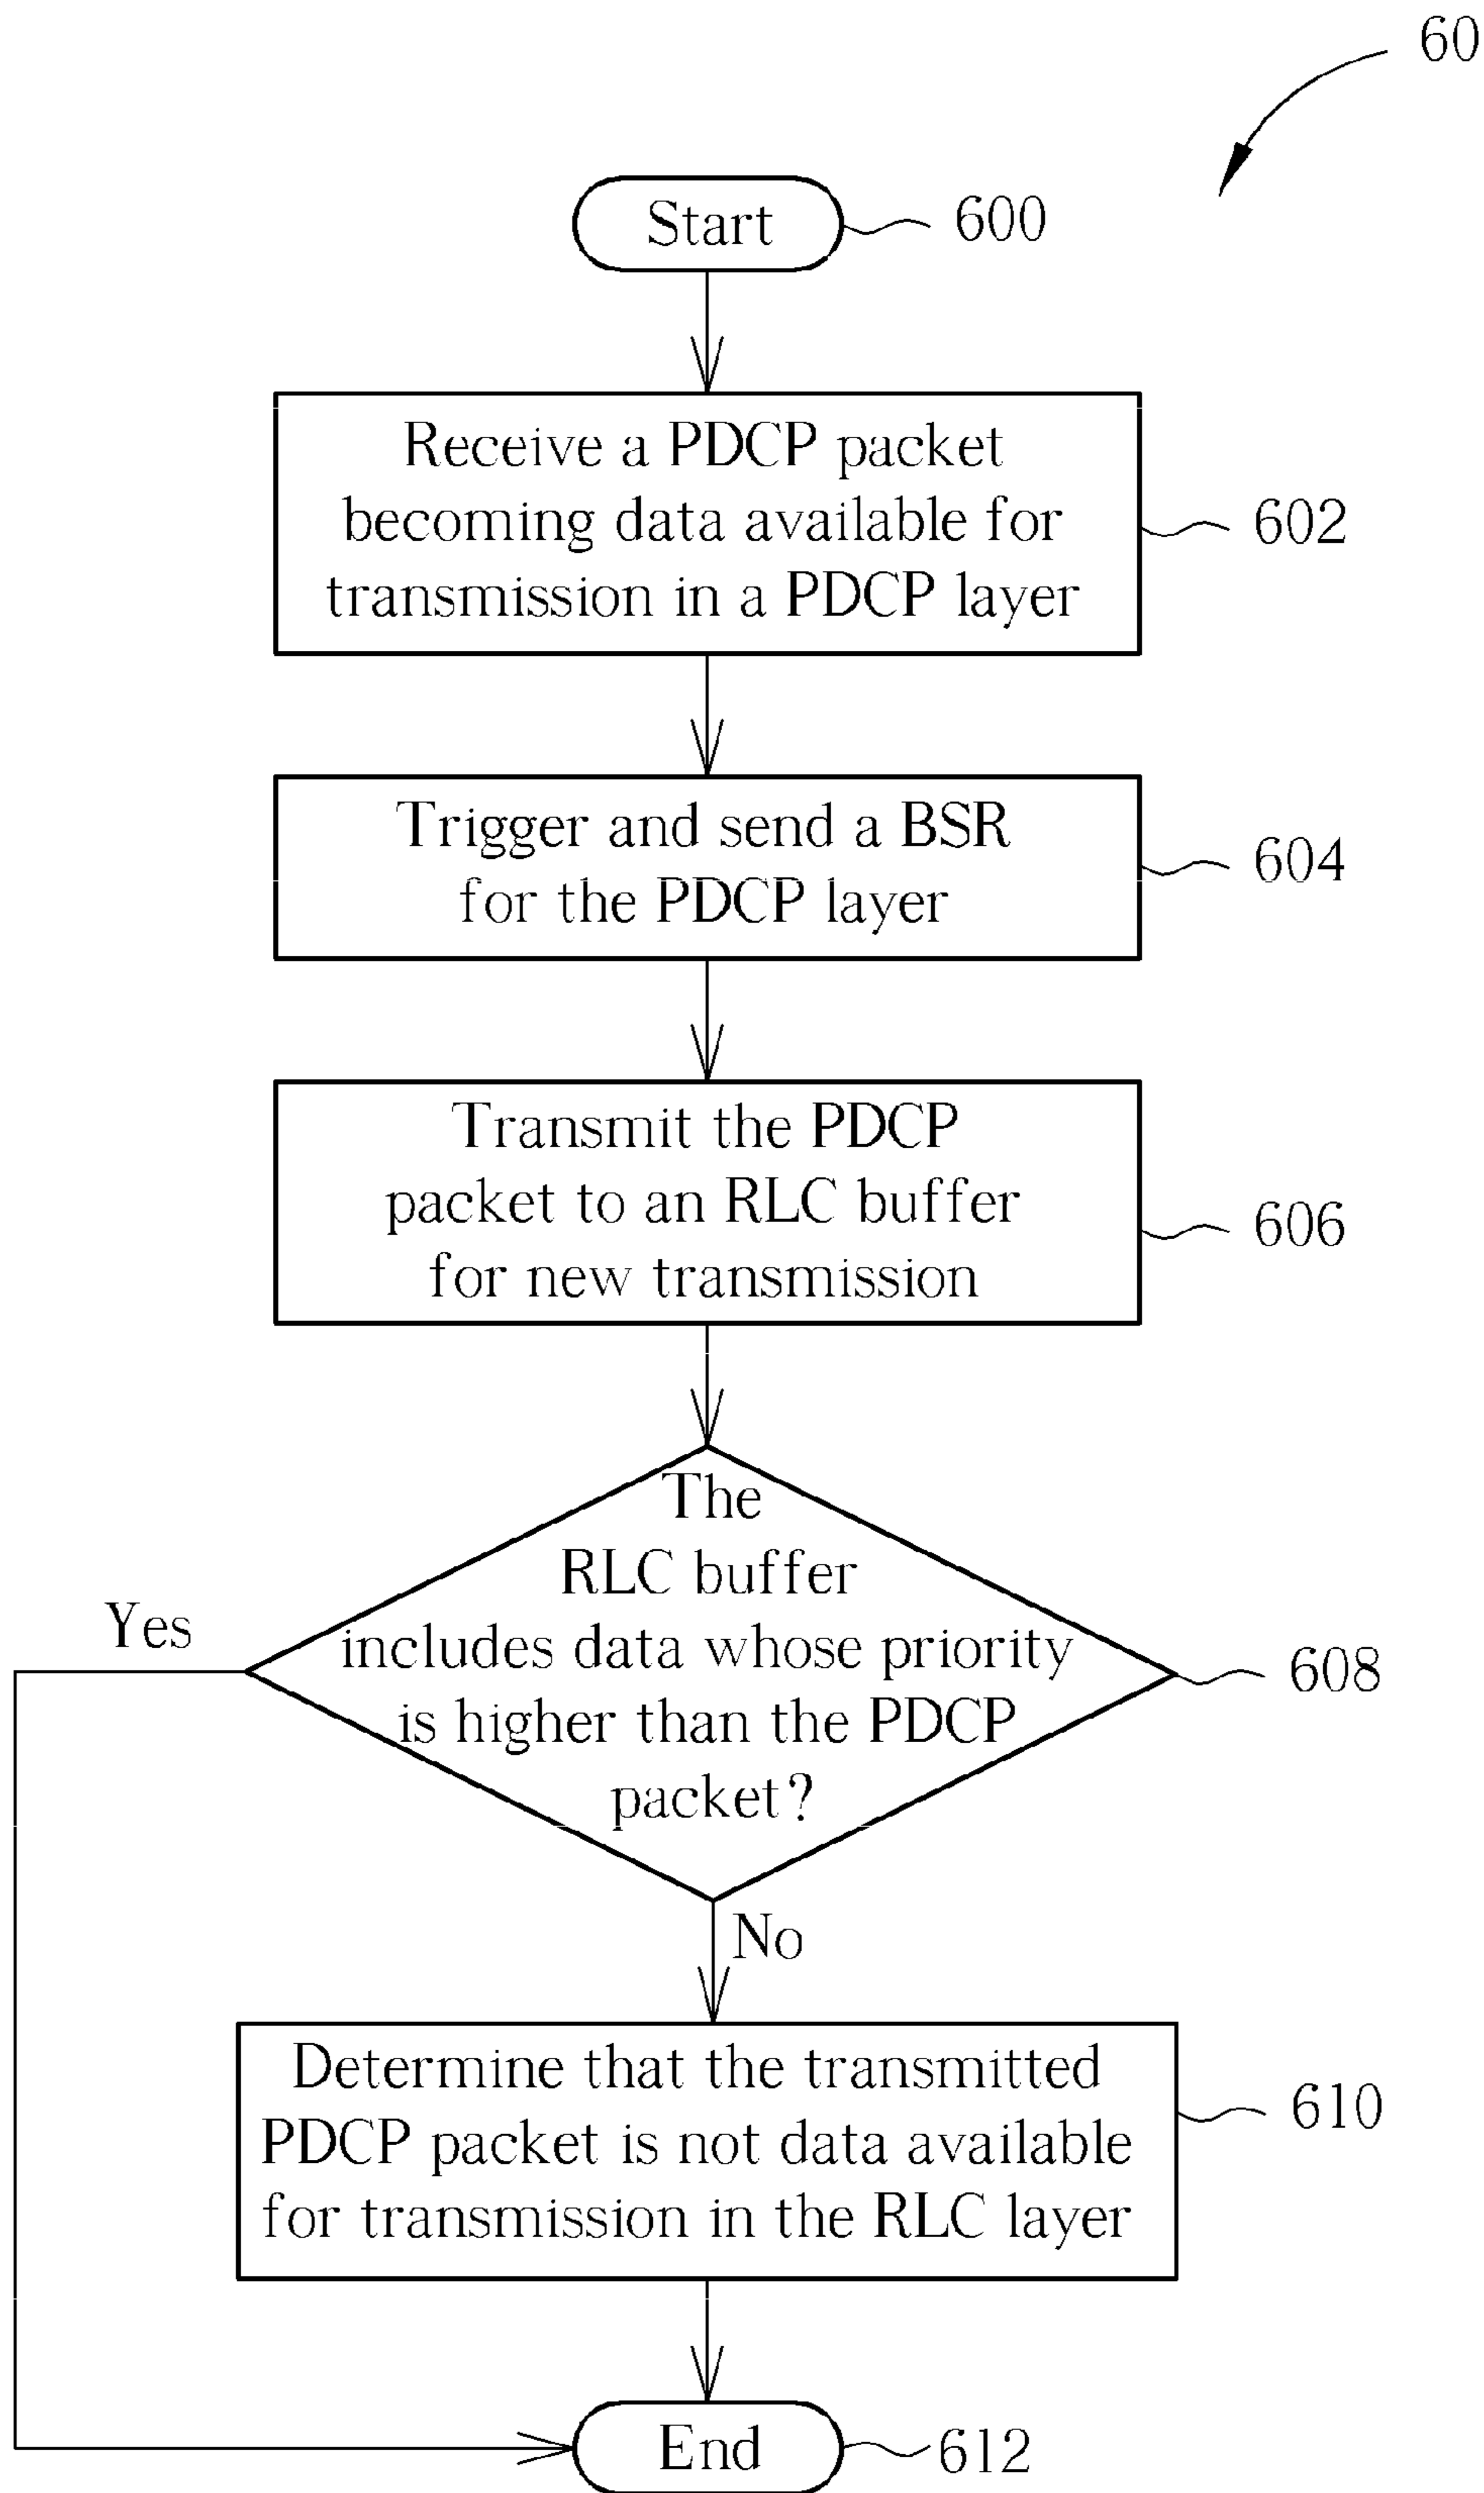 60
Start
600
Receive a PDCP packet
becoming data available for
transmission in a PDCP layer
602
Trigger and send a BSR
for the PDCP layer
604
Transmit the PDCP
packet to an RLC buffer
for new transmission
606
The
RLC buffer
includes data whose priority
is higher than the PDCP
packet?
Yes
608
No
Determine that the transmitted
PDCP packet is not data available
for transmission in the RLC layer
610
End
612